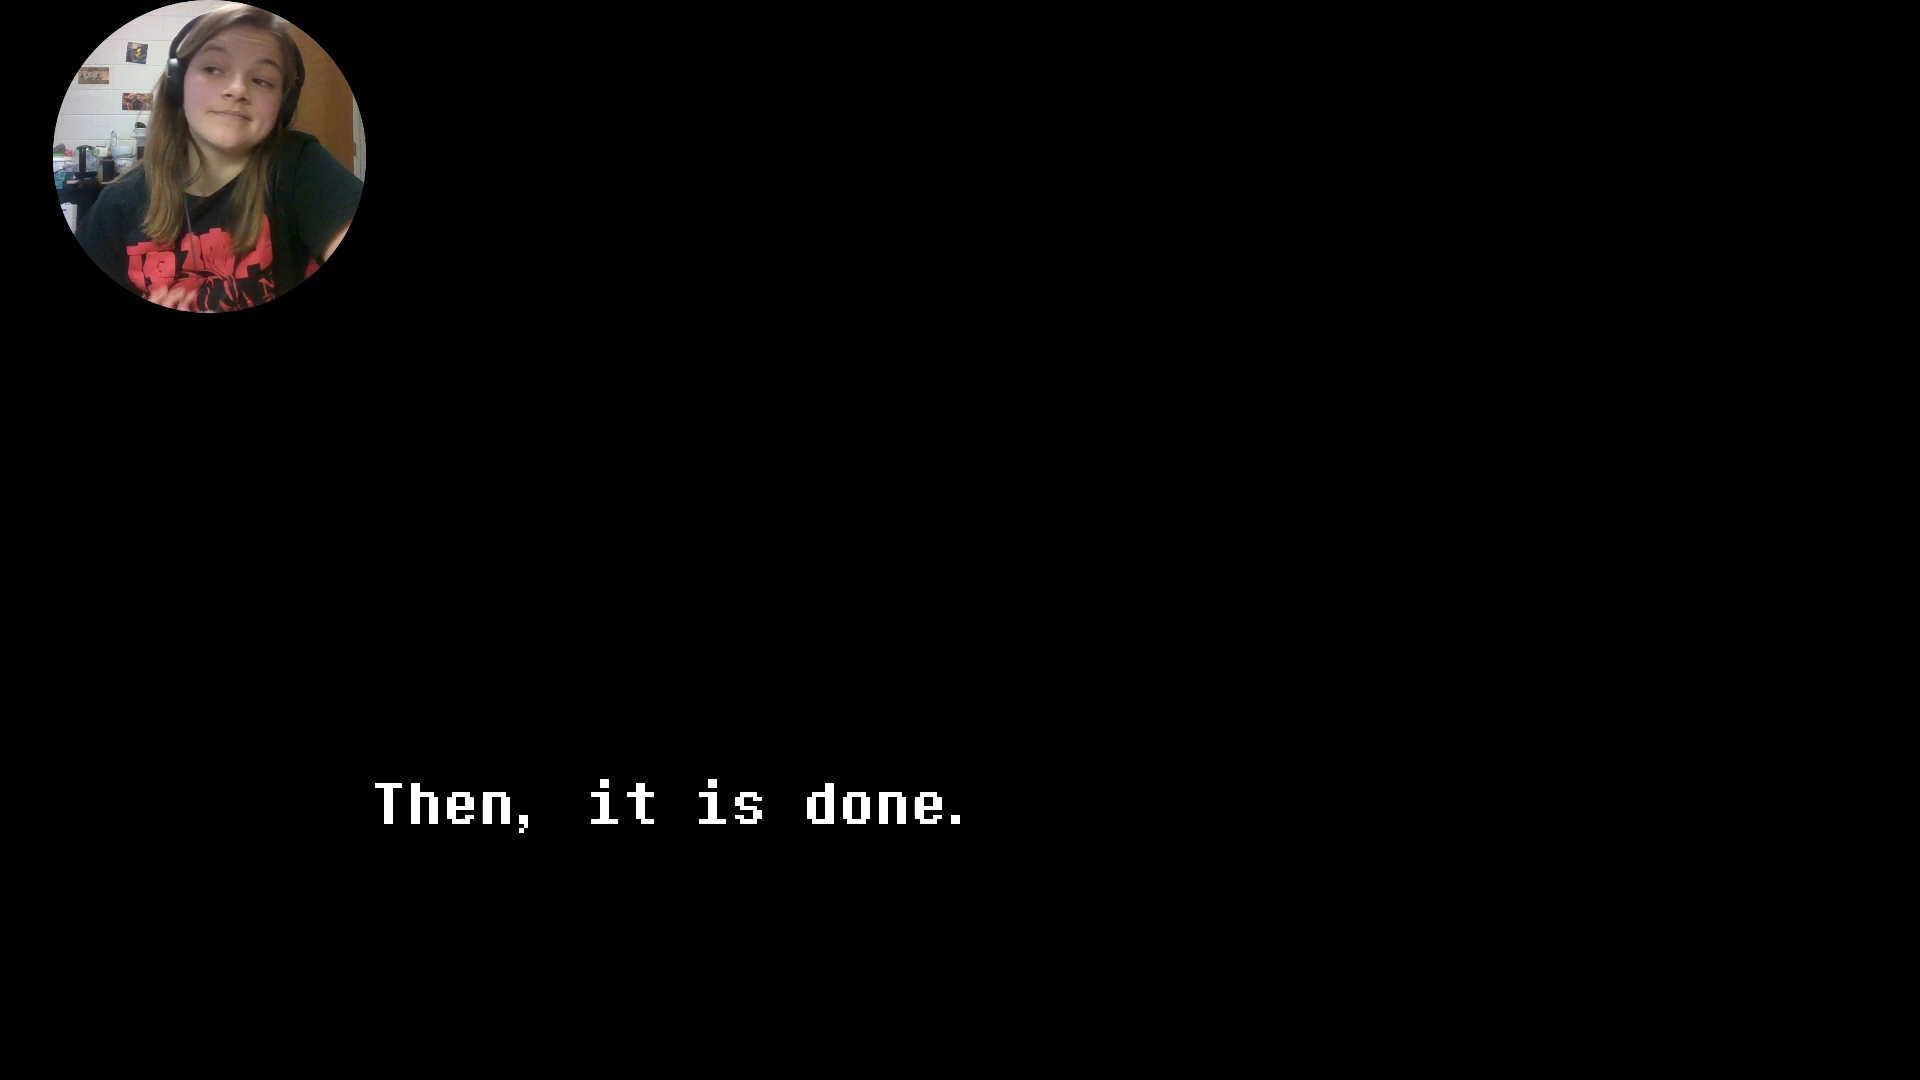 Then, it is done.